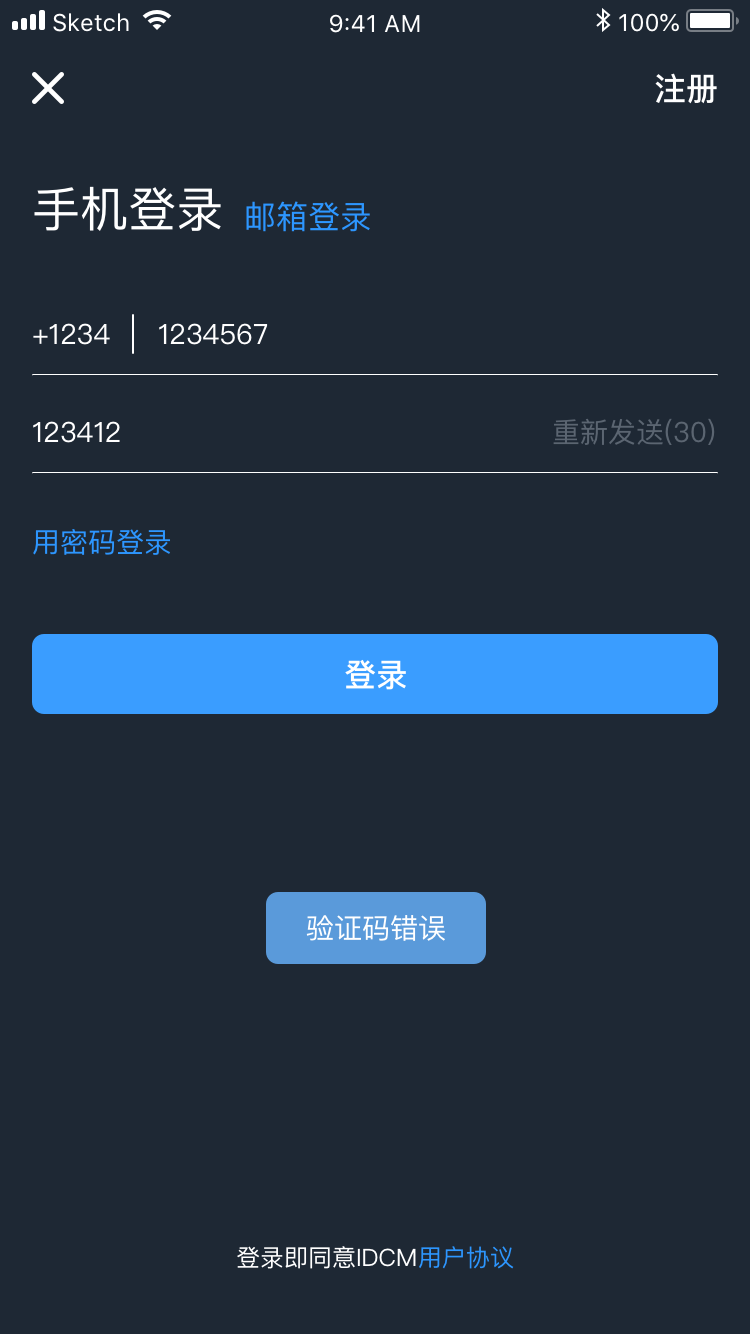 Sketch 9:41 AM 100%
注册
手机登录 邮箱登录
+1234 1234567
123412 重新发送(30)
用密码登录
登录
验证码错误
登录即同意IDCM用户协议